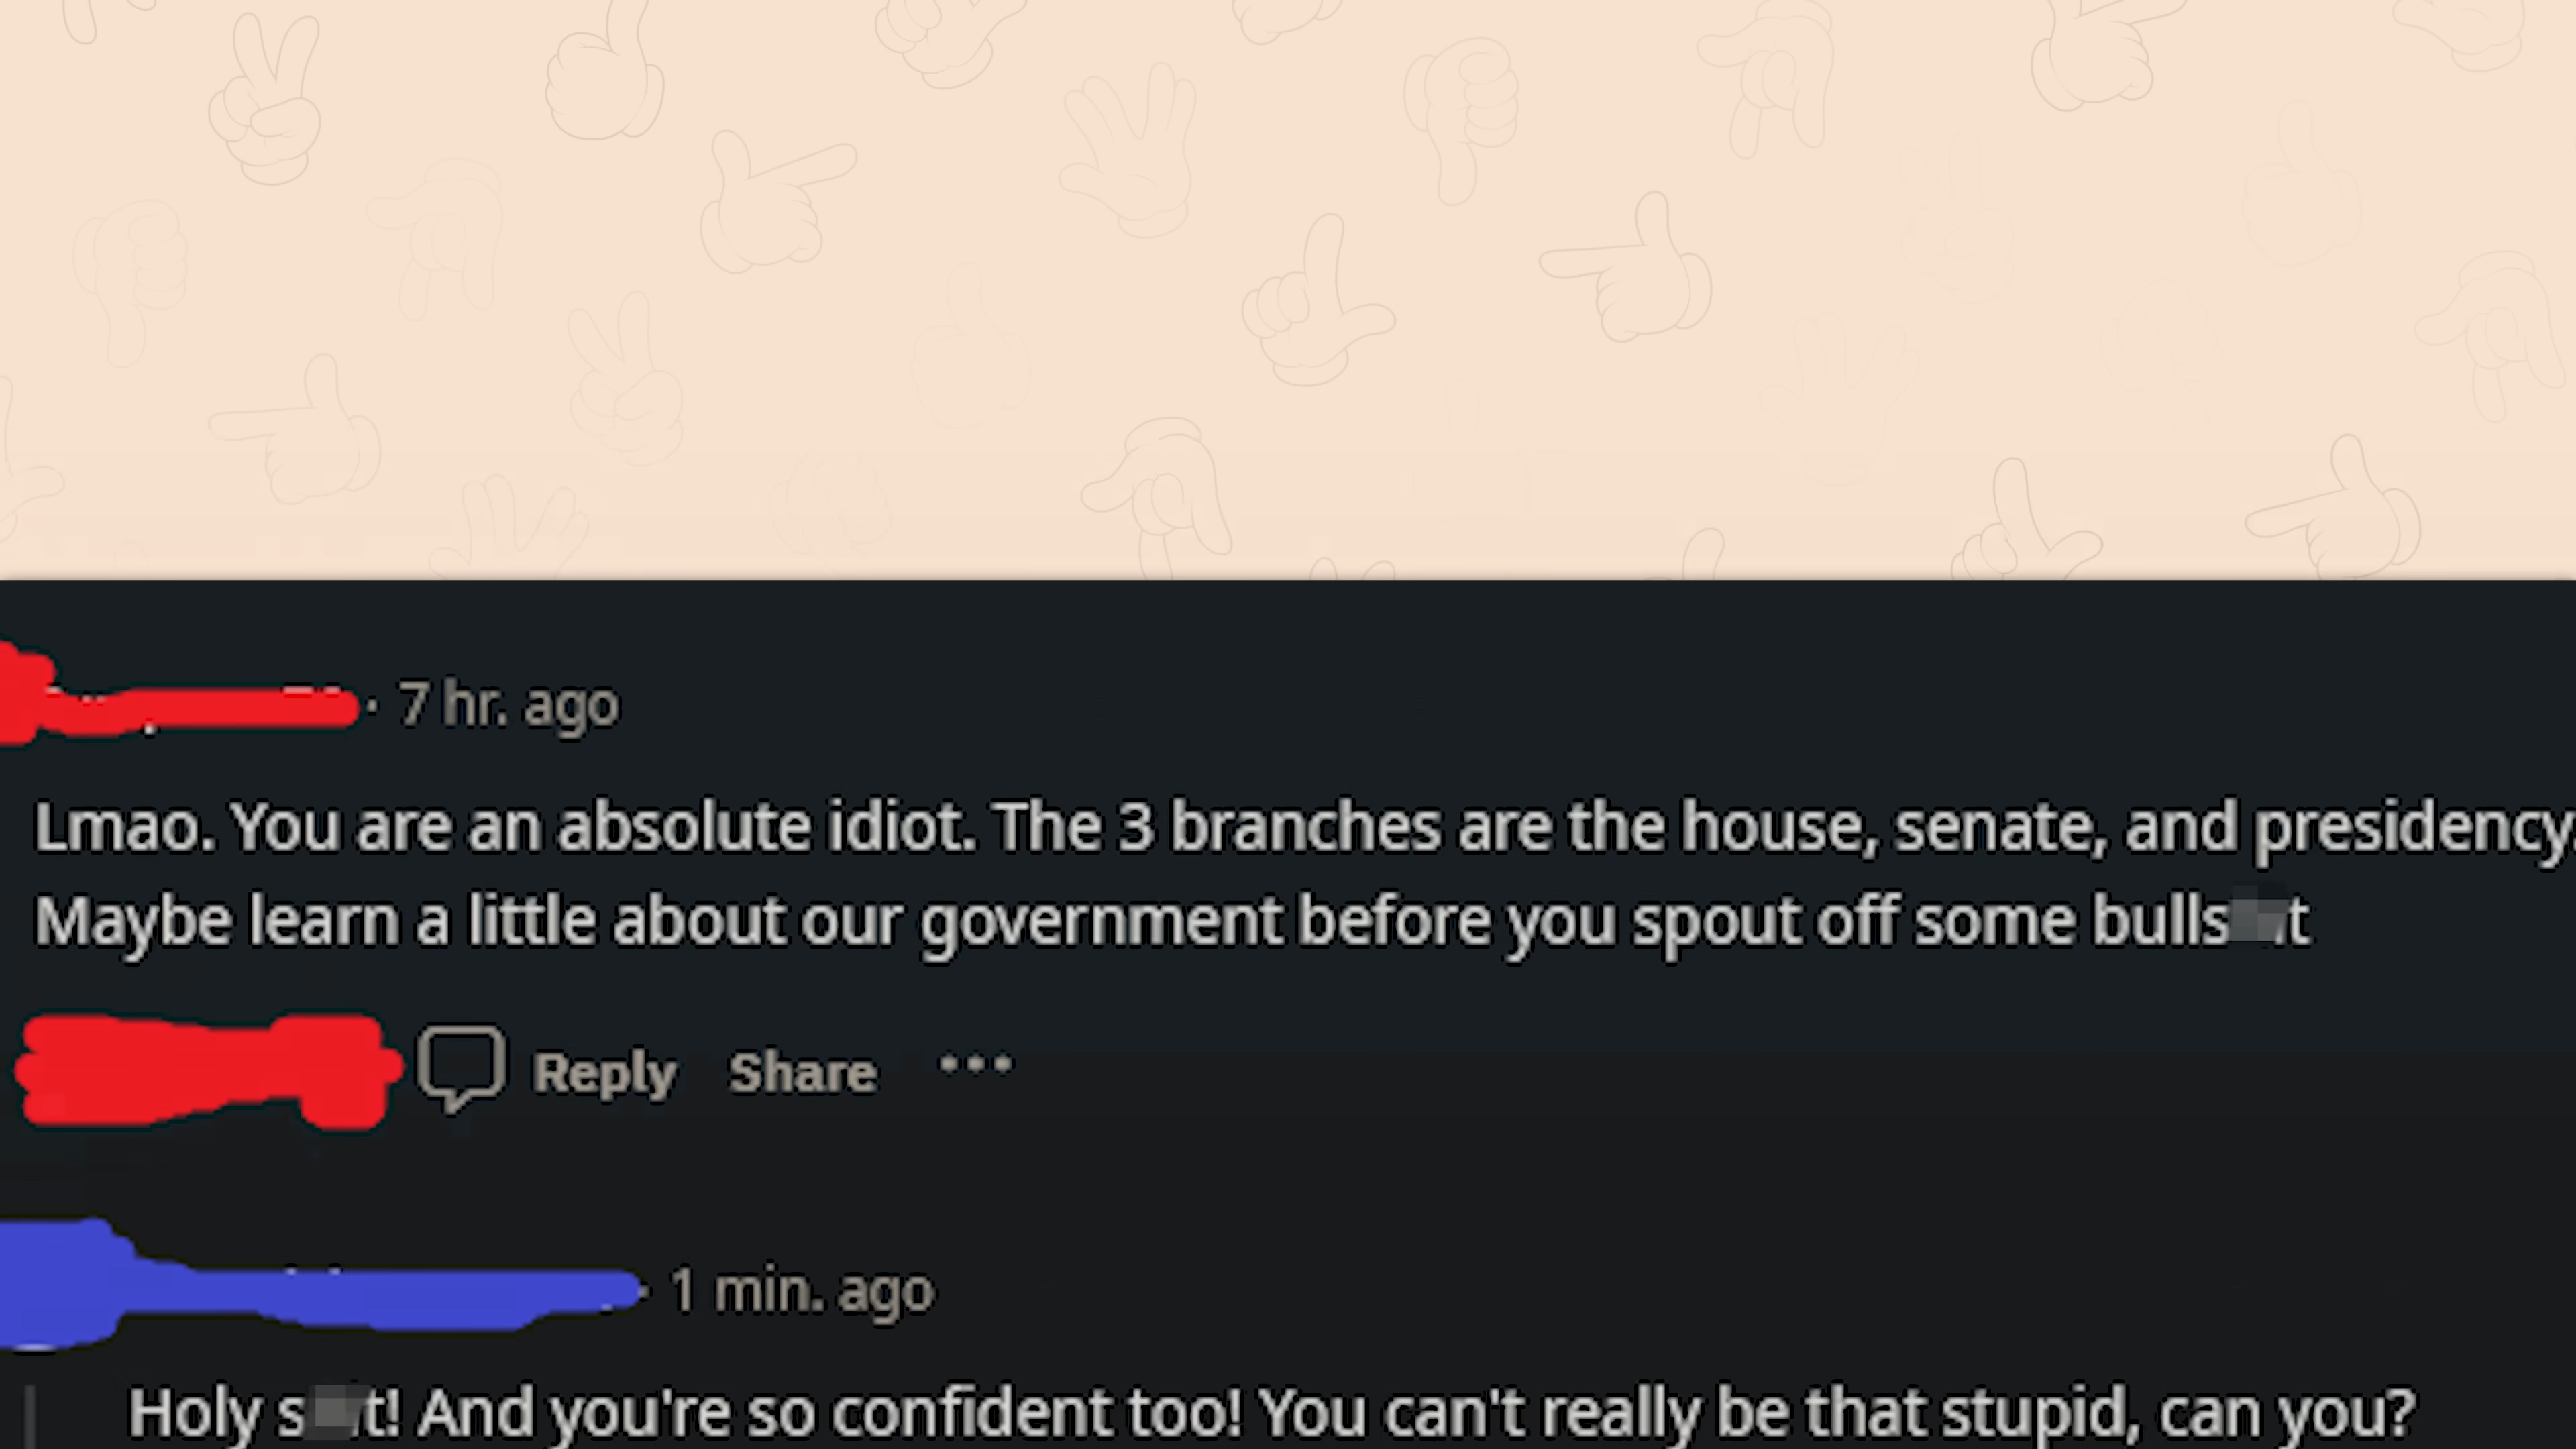 · 7 hr. ago
Lmao. You are an absolute idiot. The 3 branches are the house, senate, and presidency.
Maybe learn a little about our government before you spout off some bulls t
Reply Share •••
· 1 min. ago
Holy s t! And you're so confident too! You can't really be that stupid, can you?